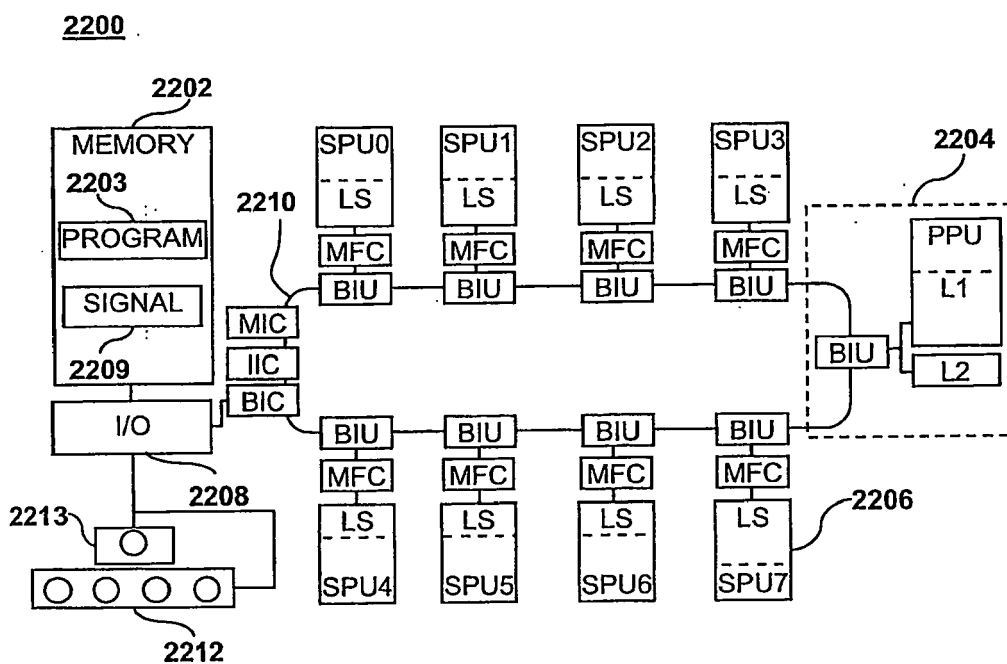 2200
2202
MEMORY
2203
PROGRAM
SIGNAL
2209
I/O
2208
2213
2212
2210
MIC
IIC
BIC
SPU0 SPU1 SPU2 SPU3
LS LS LS LS
MFC MFC MFC MFC
BIU BIU BIU BIU
2204
PPU
L1
BIU
L2
BIU BIU BIU BIU
MFC MFC MFC MFC
LS LS LS LS
SPU4 SPU5 SPU6 SPU7
2206